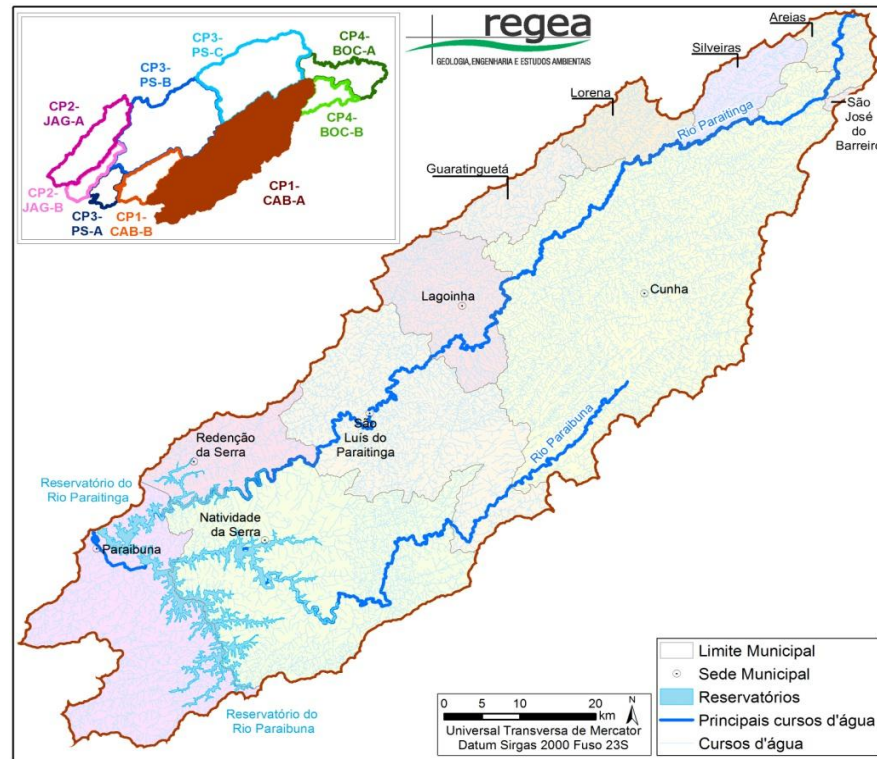 CP4-
BOC-A
CP3-
PS-C
CP3-
PS-B
CP2-
JAG-A
CP4-
BOC-B
CP1-
CAB-A
CP2-
JAG-B
CP3-
PS-A
CP1-
CAB-B
regea
GEOLOGIA, ENGENHARIA E ESTUDOS AMBIENTAIS
Areias
Silveiras
Lorena
Rio Paraitinga
São
José
do
Barreiro
Guaratinguetá
Cunha
Lagoinha
Rio Paraibuna
São
Luís do
Paraitinga
Redenção
da Serra
Reservatório do
Rio Paraitinga
Natividade
da Serra
Paraibuna
Reservatório do
Rio Paraibuna
0 5 10 20
km
N
Universal Transversa de Mercator
Datum Sirgas 2000 Fuso 23S
Limite Municipal
Sede Municipal
Reservatórios
Principais cursos d'água
Cursos d'água